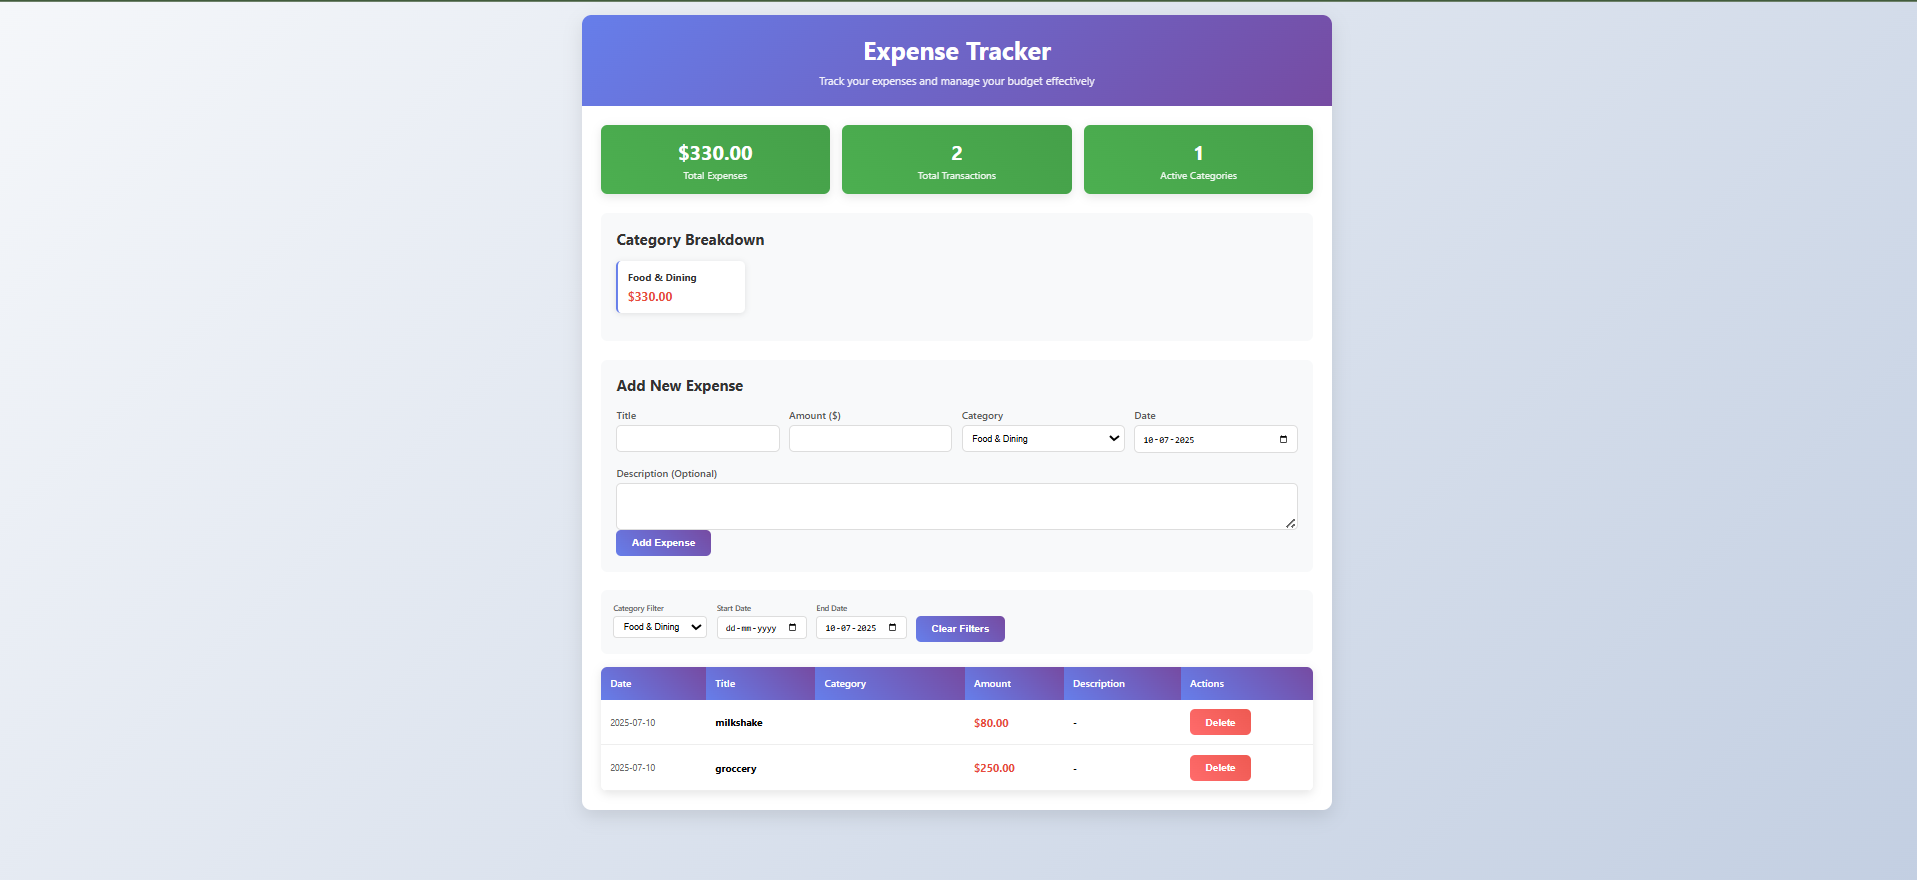 Expense Tracker
Track your expenses and manage your budget effectively
$330.00 2 1
Total Expenses Total Transactions Active Categories
Category Breakdown
Food & Dining
$330.00
Add New Expense
Title Amount ($) Category Date
Food & Dining 10-07-2025
Description (Optional)
Add Expense
Category Filter Start Date End Date
Food & Dining dd-mm-yyyy 10-07-2025 Clear Filters
Date Title Category Amount Description Actions
2025-07-10 milkshake $80.00 - Delete
2025-07-10 groccery $250.00 - Delete